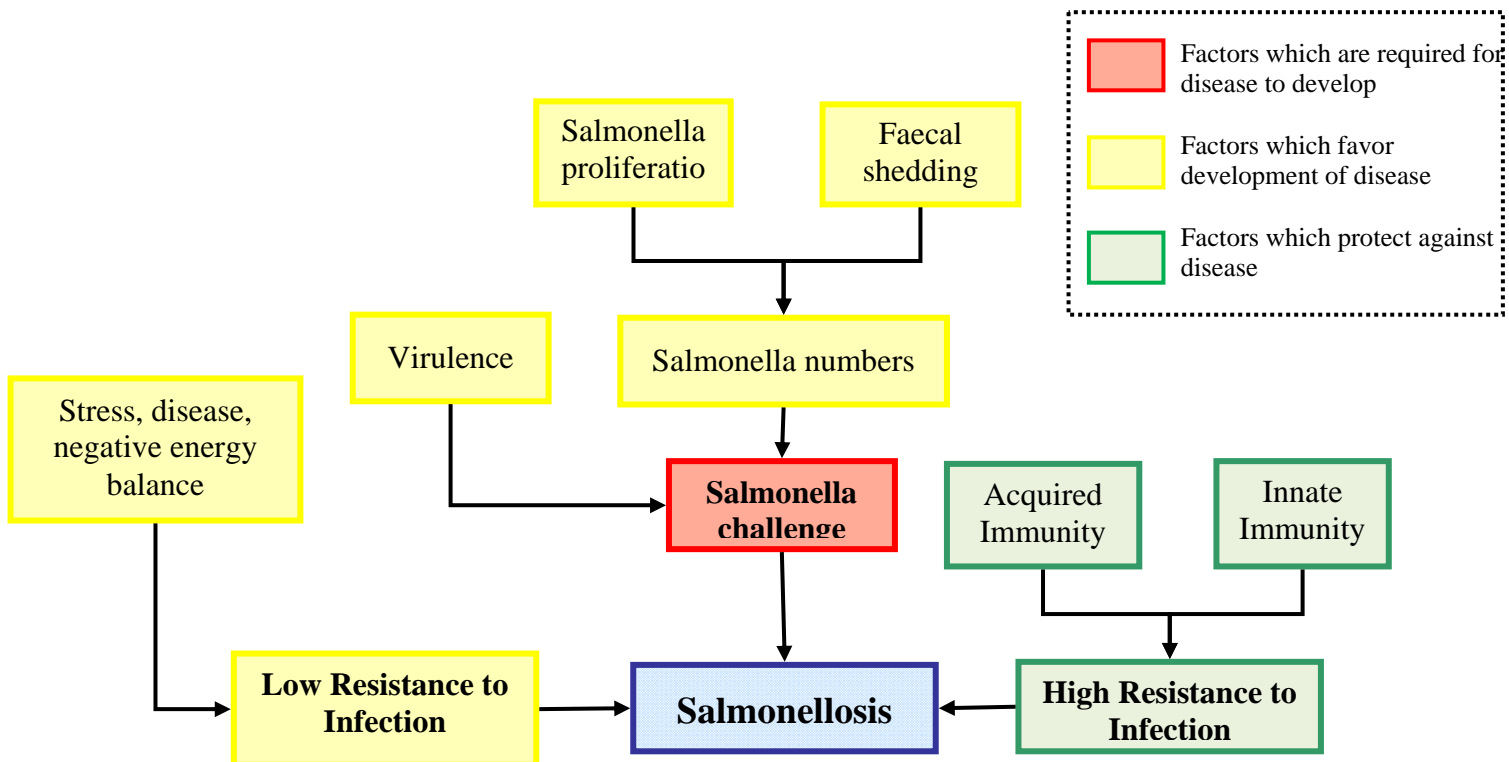 Factors which are required for
disease to develop
Factors which favor
development of disease
Factors which protect against
disease
Salmonella
proliferatio
Faecal
shedding
Virulence
Salmonella numbers
Stress, disease,
negative energy
balance
Salmonella
challenge
Acquired
Immunity
Innate
Immunity
Low Resistance to
Infection
Salmonellosis
High Resistance to
Infection